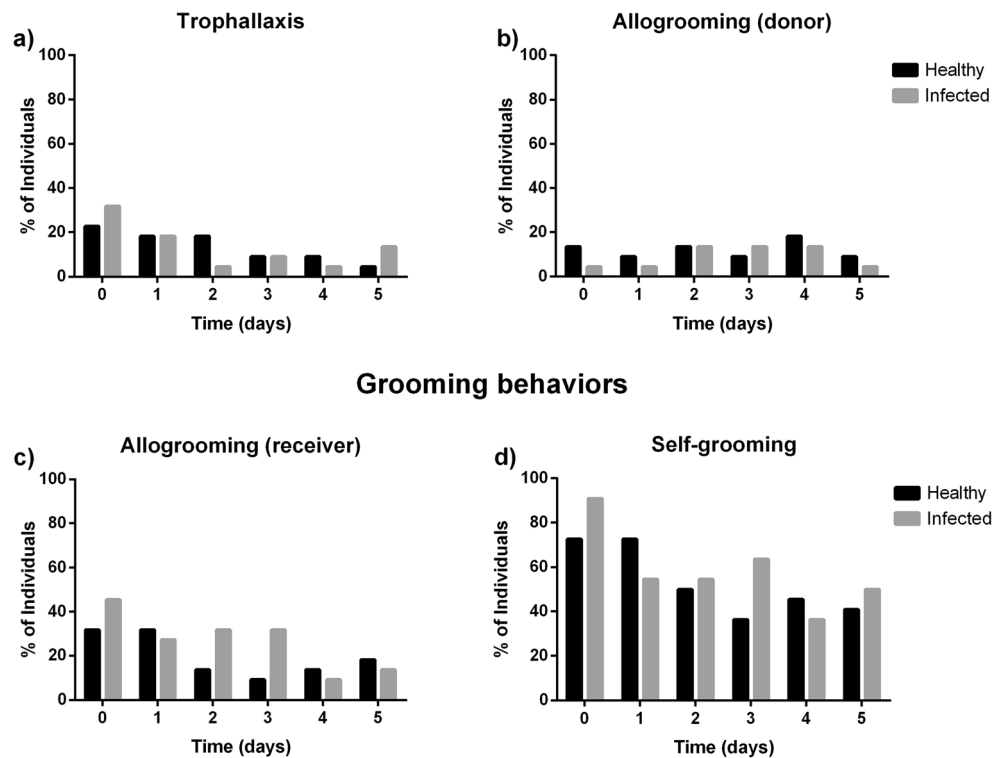 a) Trophallaxis
100
80
60
40
20
0
% of Individuals
0 1 2 3 4 5
Time (days)
b) Allogrooming (donor)
100
80
60
40
20
0
% of Individuals
0 1 2 3 4 5
Time (days)
Healthy
Infected
Grooming behaviors
c) Allogrooming (receiver)
100
80
60
40
20
0
% of Individuals
0 1 2 3 4 5
Time (days)
d) Self-grooming
100
80
60
40
20
0
% of Individuals
0 1 2 3 4 5
Time (days)
Healthy
Infected